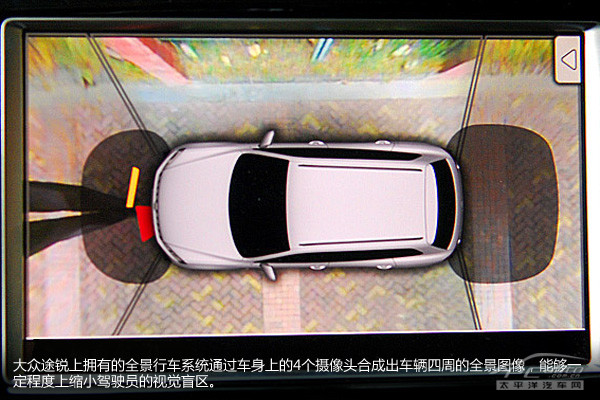 大众途锐上拥有的全景行车系统通过车身上的4个摄像头合成出车辆四周的全景图像，能够一
定程度上缩小驾驶员的视觉盲区。
太平洋汽车网